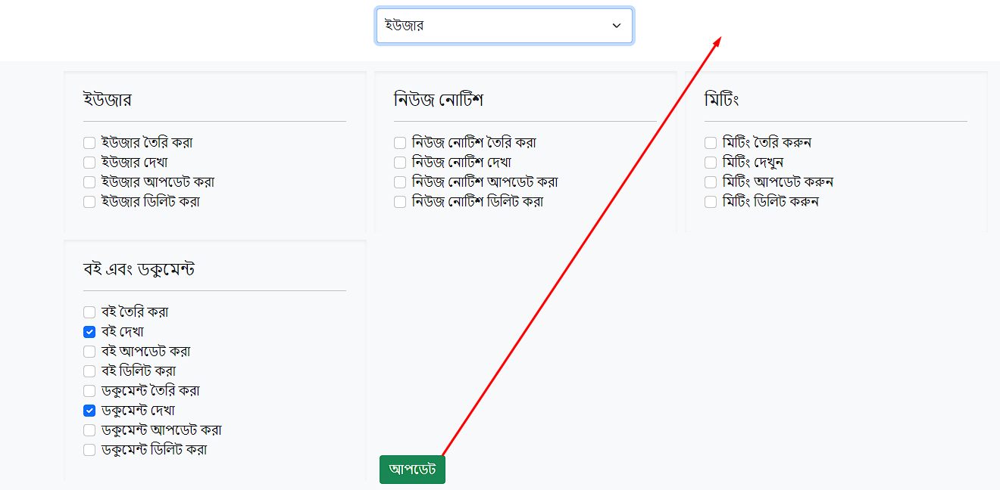 ইউজার
ইউজার
ইউজার তৈরি করা
ইউজার দেখা
ইউজার আপডেট করা
ইউজার ডিলিট করা
নিউজ নোটিশ
নিউজ নোটিশ তৈরি করা
নিউজ নোটিশ দেখা
নিউজ নোটিশ আপডেট করা
নিউজ নোটিশ ডিলিট করা
মিটিং
মিটিং তৈরি করুন
মিটিং দেখুন
মিটিং আপডেট করুন
মিটিং ডিলিট করুন
বই এবং ডকুমেন্ট
বই তৈরি করা
বই দেখা
বই আপডেট করা
বই ডিলিট করা
ডকুমেন্ট তৈরি করা
ডকুমেন্ট দেখা
ডকুমেন্ট আপডেট করা
ডকুমেন্ট ডিলিট করা
আপডেট